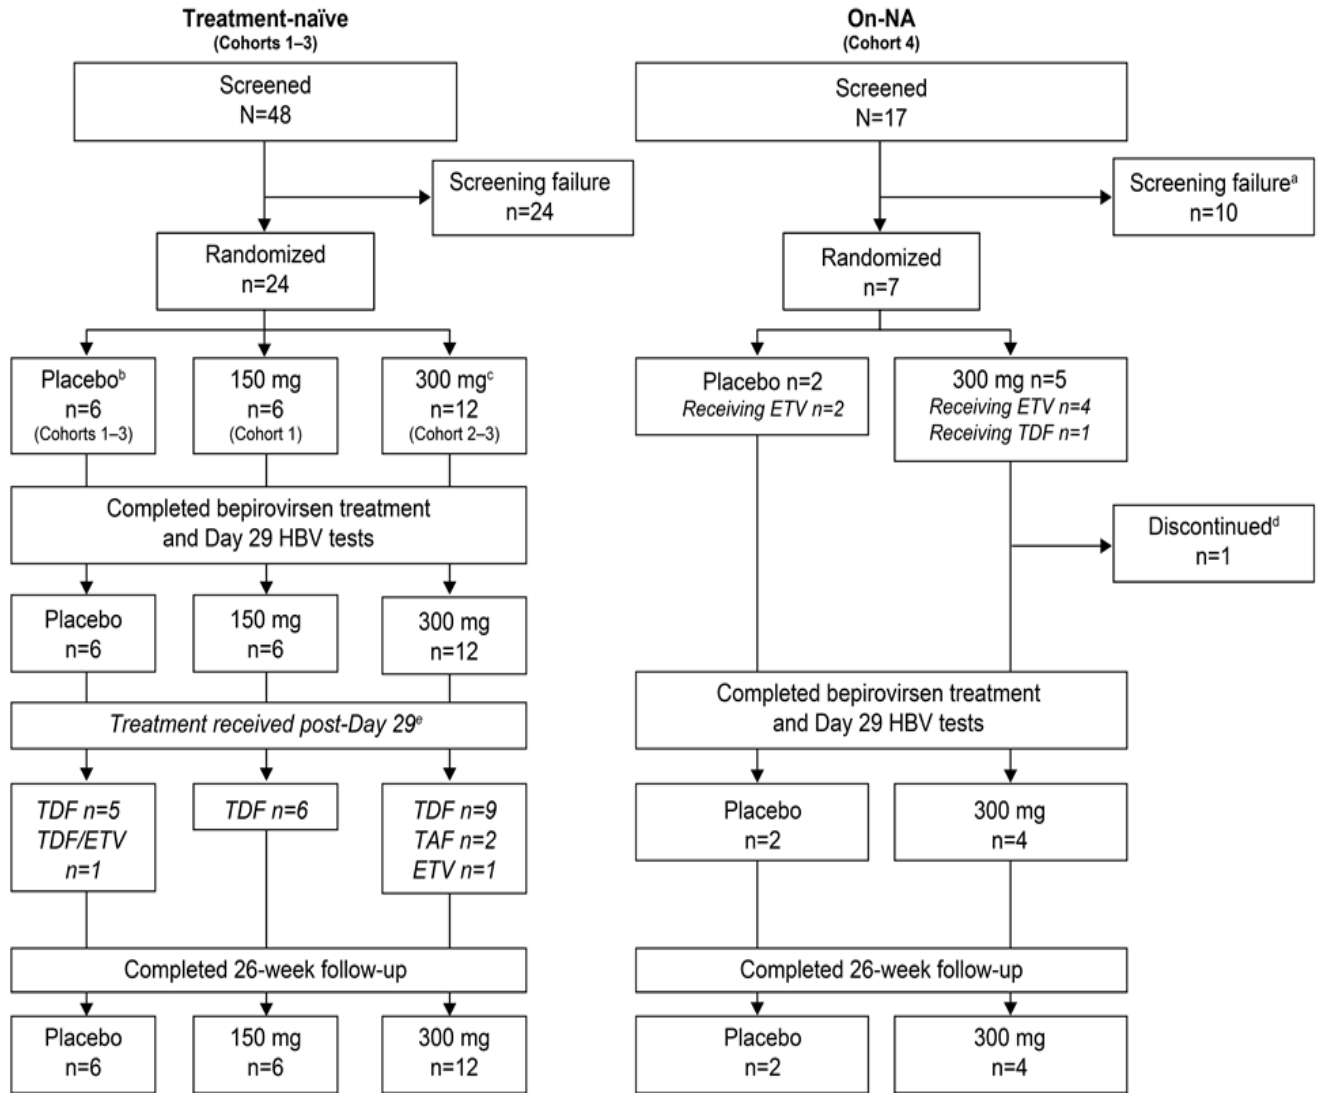 Treatment-naïve
(Cohorts 1–3)
Screened
N=48
Screening failure
n=24
Randomized
n=24
Placeboᵇ
n=6
(Cohorts 1–3)
150 mg
n=6
(Cohort 1)
300 mgᶜ
n=12
(Cohort 2–3)
Completed bepirovirsen treatment
and Day 29 HBV tests
Placebo
n=6
150 mg
n=6
300 mg
n=12
Treatment received post-Day 29ᵉ
TDF n=5
TDF/ETV
n=1
TDF n=6
TDF n=9
TAF n=2
ETV n=1
Completed 26-week follow-up
Placebo
n=6
150 mg
n=6
300 mg
n=12
On-NA
(Cohort 4)
Screened
N=17
Screening failureᵃ
n=10
Randomized
n=7
Placebo n=2
Receiving ETV n=2
300 mg n=5
Receiving ETV n=4
Receiving TDF n=1
Discontinuedᵈ
n=1
Completed bepirovirsen treatment
and Day 29 HBV tests
Placebo
n=2
300 mg
n=4
Completed 26-week follow-up
Placebo
n=2
300 mg
n=4